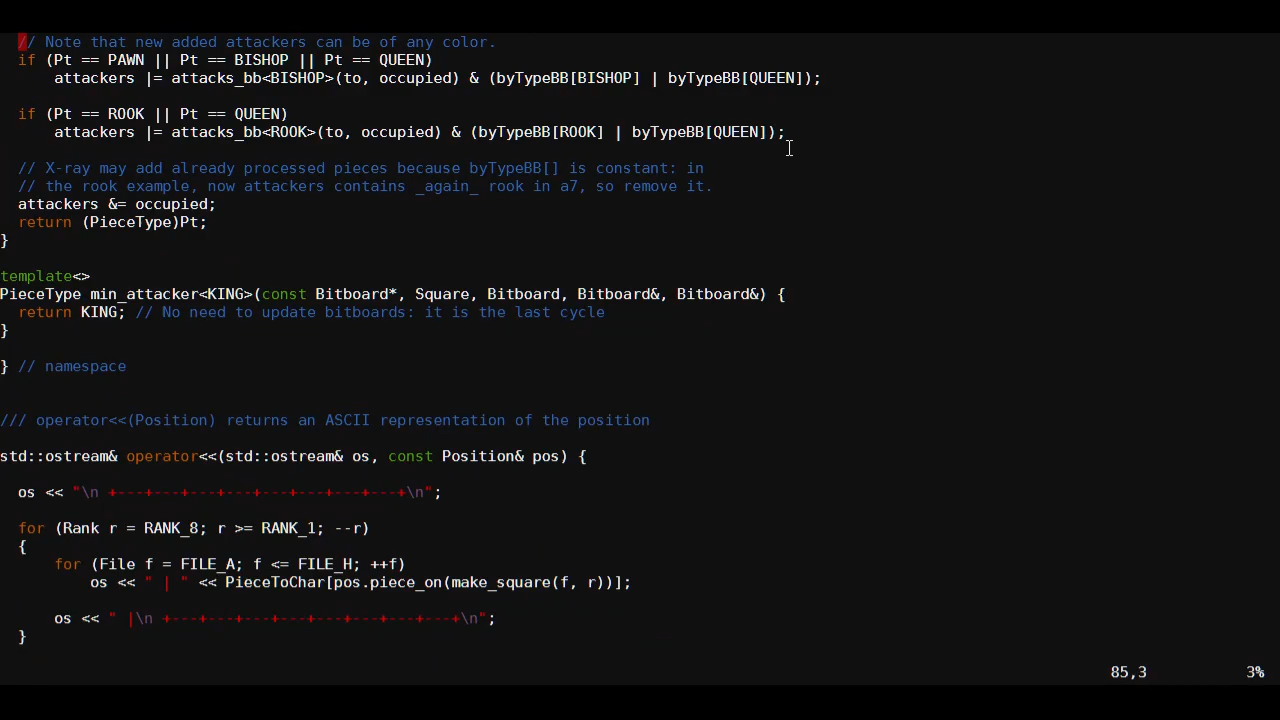 // Note that new added attackers can be of any color.
if (Pt == PAWN || Pt == BISHOP || Pt == QUEEN)
attackers |= attacks_bb<BISHOP>(to, occupied) & (byTypeBB[BISHOP] | byTypeBB[QUEEN]);
if (Pt == ROOK || Pt == QUEEN)
attackers |= attacks_bb<ROOK>(to, occupied) & (byTypeBB[ROOK] | byTypeBB[QUEEN]);
// X-ray may add already processed pieces because byTypeBB[] is constant: in
// the rook example, now attackers contains _again_ rook in a7, so remove it.
attackers &= occupied;
return (PieceType)Pt;
}
template<>
PieceType min_attacker<KING>(const Bitboard*, Square, Bitboard, Bitboard&, Bitboard&) {
return KING; // No need to update bitboards: it is the last cycle
}
} // namespace
/// operator<<(Position) returns an ASCII representation of the position
std::ostream& operator<<(std::ostream& os, const Position& pos) {
os << "\n +---+---+---+---+---+---+---+---+\n";
for (Rank r = RANK_8; r >= RANK_1; --r)
{
for (File f = FILE_A; f <= FILE_H; ++f)
os << " | " << PieceToChar[pos.piece_on(make_square(f, r))];
os << " |\n +---+---+---+---+---+---+---+---+\n";
}
85,3 3%